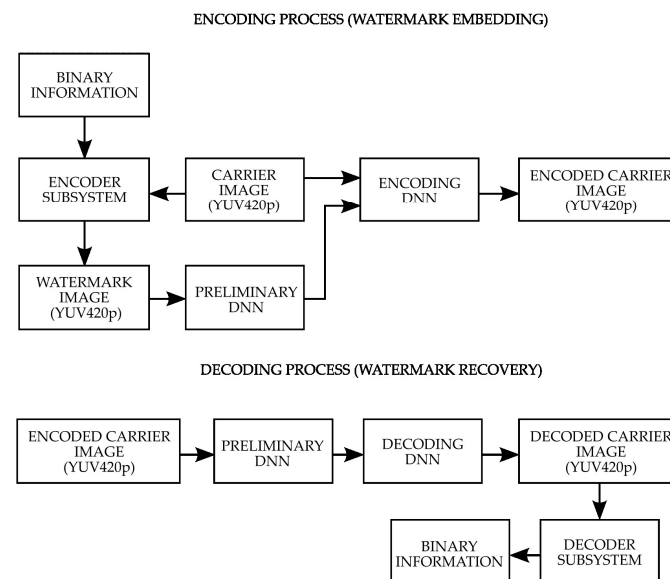 ENCODING PROCESS (WATERMARK EMBEDDING)
BINARY
INFORMATION
ENCODER
SUBSYSTEM
CARRIER
IMAGE
(YUV420p)
ENCODING
DNN
ENCODED CARRIER
IMAGE
(YUV420p)
WATERMARK
IMAGE
(YUV420p)
PRELIMINARY
DNN
DECODING PROCESS (WATERMARK RECOVERY)
ENCODED CARRIER
IMAGE
(YUV420p)
PRELIMINARY
DNN
DECODING
DNN
DECODED CARRIER
IMAGE
(YUV420p)
BINARY
INFORMATION
DECODER
SUBSYSTEM